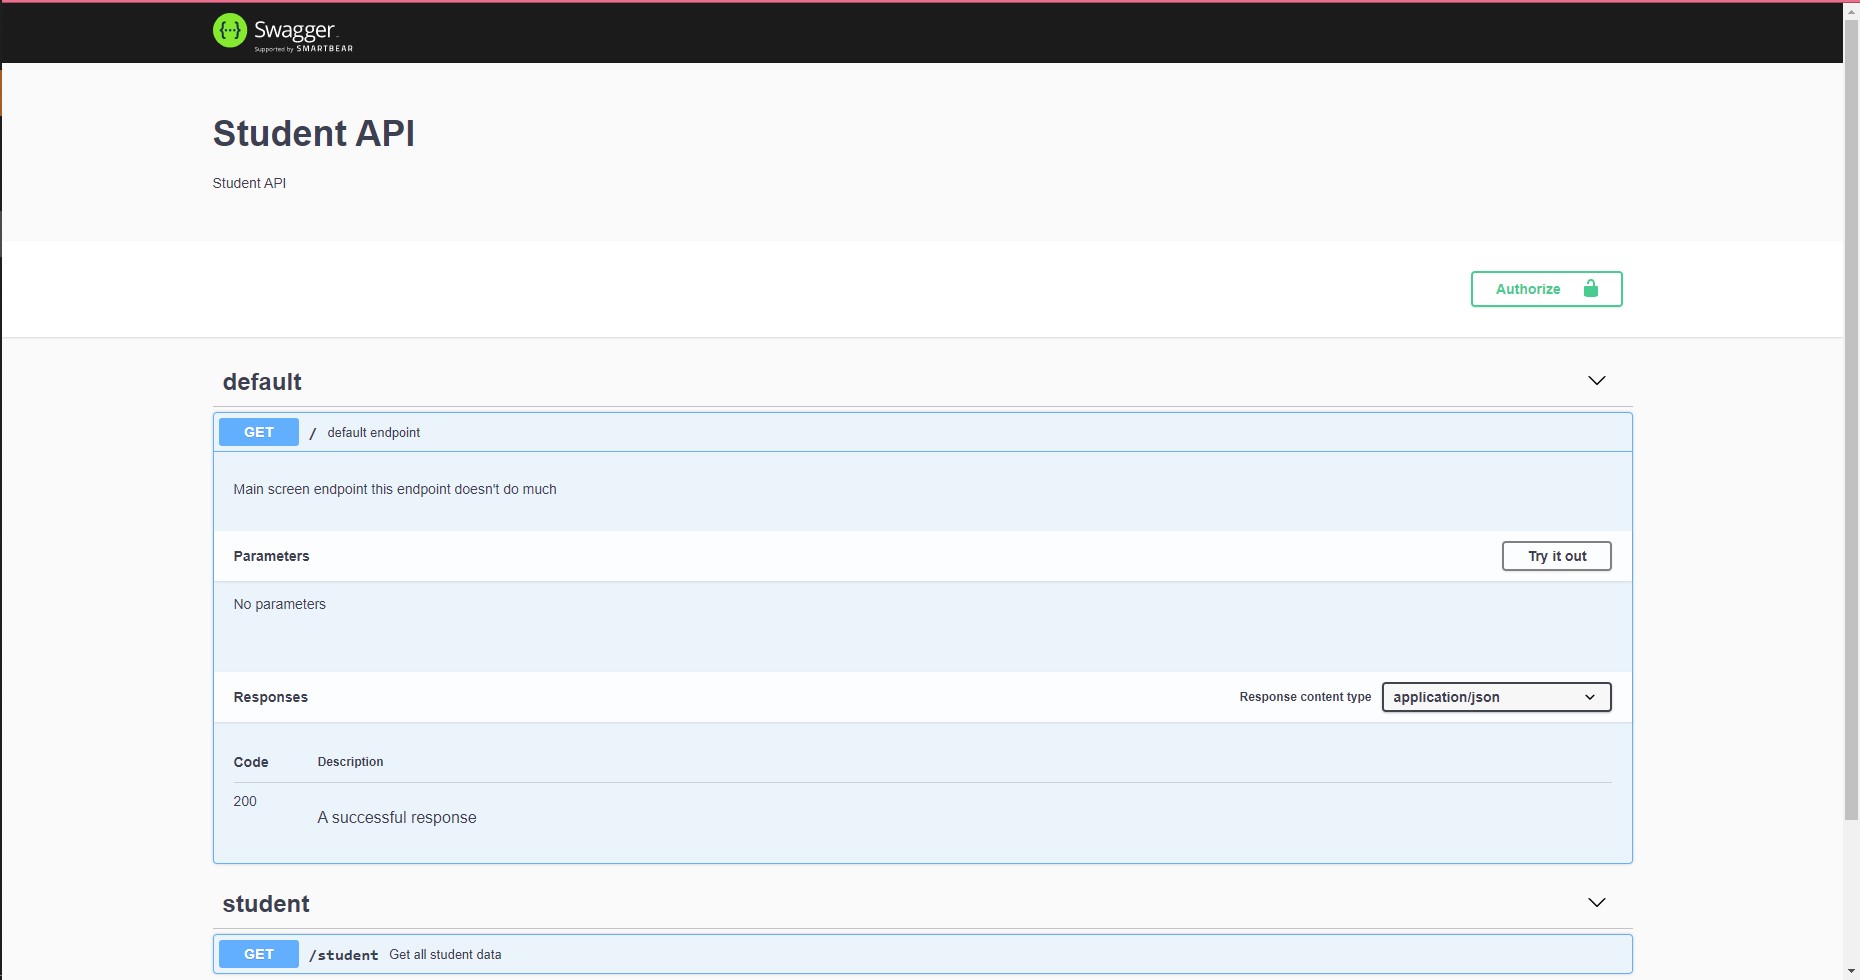 Swagger
Supported by SMARTBEAR
Student API
Student API
Authorize
default
GET / default endpoint
Main screen endpoint this endpoint doesn't do much
Parameters
Try it out
No parameters
Responses
Response content type application/json
Code Description
200 A successful response
student
GET /student Get all student data